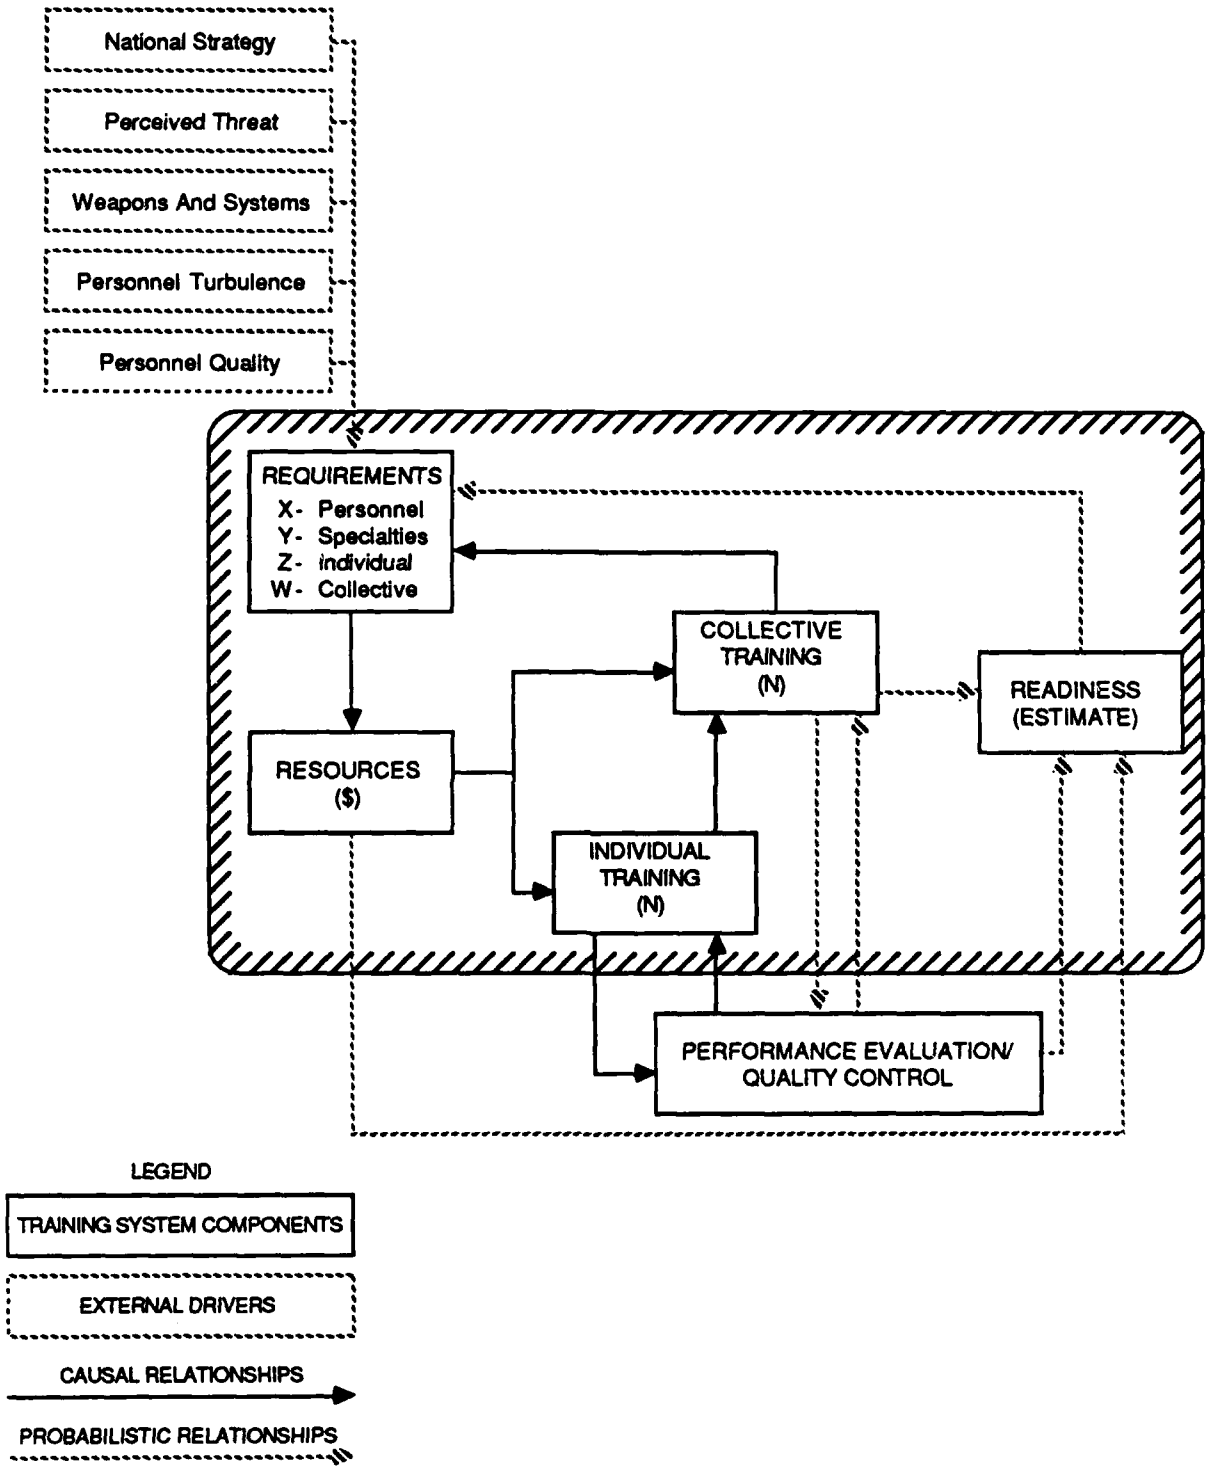 National Strategy
Perceived Threat
Weapons And Systems
Personnel Turbulence
Personnel Quality
REQUIREMENTS
X- Personnel
Y- Specialties
Z- Individual
W- Collective
RESOURCES
($)
COLLECTIVE
TRAINING
(N)
READINESS
(ESTIMATE)
INDIVIDUAL
TRAINING
(N)
PERFORMANCE EVALUATION/
QUALITY CONTROL
LEGEND
TRAINING SYSTEM COMPONENTS
EXTERNAL DRIVERS
CAUSAL RELATIONSHIPS
PROBABILISTIC RELATIONSHIPS